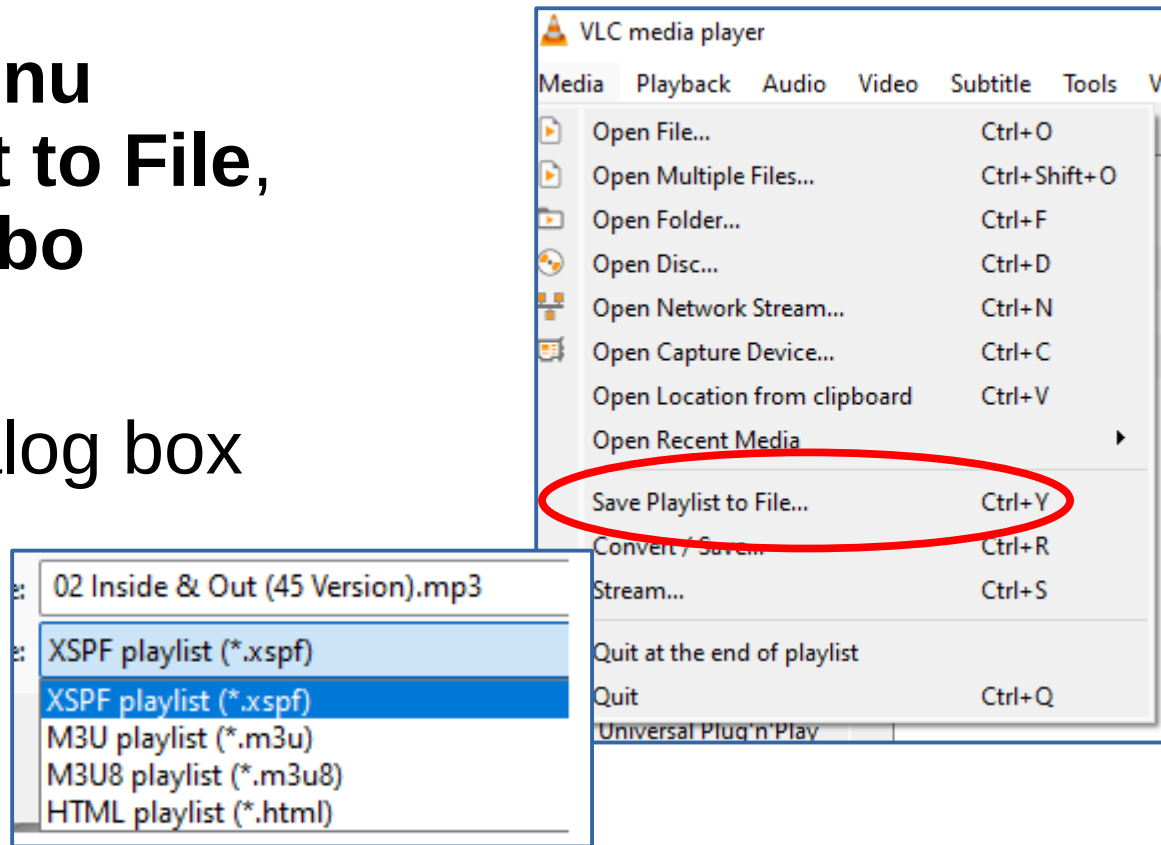 nu
t to File,
bo
log box
VLC media player
Media Playback Audio Video Subtitle Tools V
Open File... Ctrl+O
Open Multiple Files... Ctrl+Shift+O
Open Folder... Ctrl+F
Open Disc... Ctrl+D
Open Network Stream... Ctrl+N
Open Capture Device... Ctrl+C
Open Location from clipboard Ctrl+V
Open Recent Media
Save Playlist to File... Ctrl+Y
Convert / Save... Ctrl+R
Stream... Ctrl+S
Quit at the end of playlist
Quit Ctrl+Q
Universal Plug'n'Play
e: 02 Inside & Out (45 Version).mp3
e: XSPF playlist (*.xspf)
XSPF playlist (*.xspf)
M3U playlist (*.m3u)
M3U8 playlist (*.m3u8)
HTML playlist (*.html)